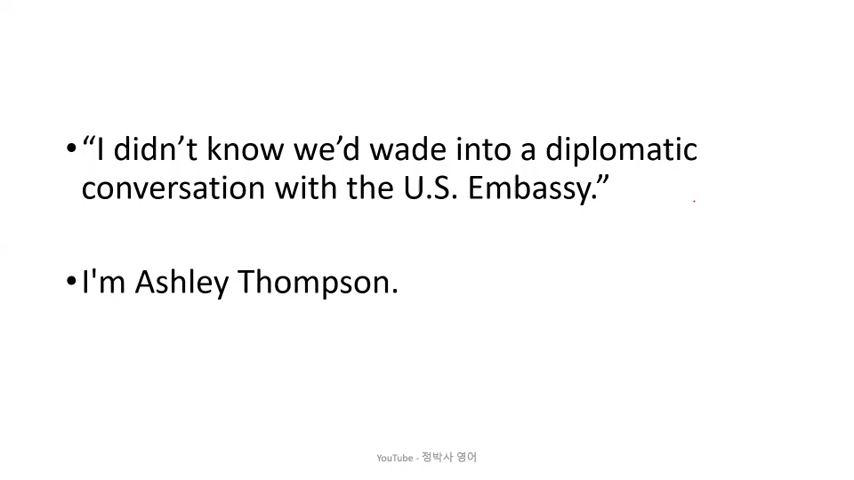 •“I didn’t know we’d wade into a diplomatic
conversation with the U.S. Embassy.”
•I'm Ashley Thompson.
YouTube - 정박사 영어